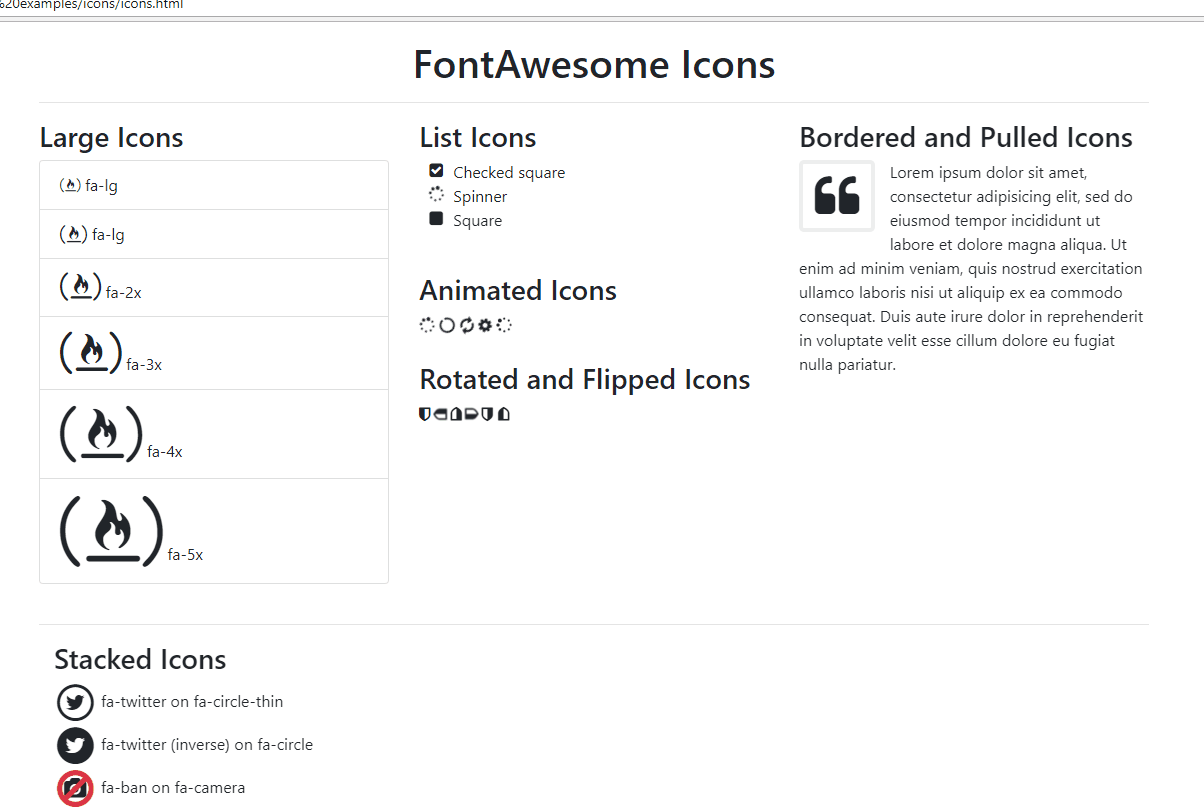 %20examples/icons/icons.html
FontAwesome Icons
Large Icons
fa-lg
fa-lg
fa-2x
fa-3x
fa-4x
fa-5x
List Icons
Checked square
Spinner
Square
Animated Icons
Rotated and Flipped Icons
Bordered and Pulled Icons
Lorem ipsum dolor sit amet,
consectetur adipisicing elit, sed do
eiusmod tempor incididunt ut
labore et dolore magna aliqua. Ut
enim ad minim veniam, quis nostrud exercitation
ullamco laboris nisi ut aliquip ex ea commodo
consequat. Duis aute irure dolor in reprehenderit
in voluptate velit esse cillum dolore eu fugiat
nulla pariatur.
Stacked Icons
fa-twitter on fa-circle-thin
fa-twitter (inverse) on fa-circle
fa-ban on fa-camera